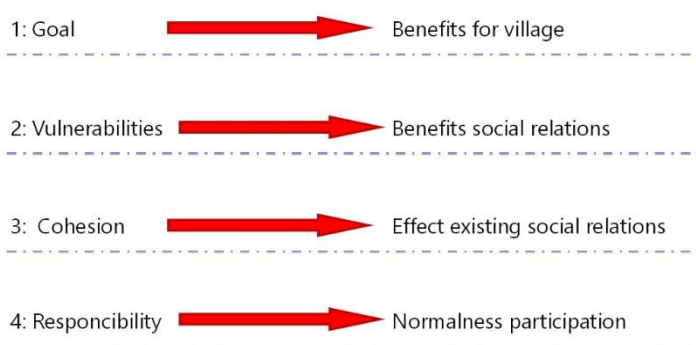 1: Goal Benefits for village
2: Vulnerabilities Benefits social relations
3: Cohesion Effect existing social relations
4: Responcibility Normalness participation